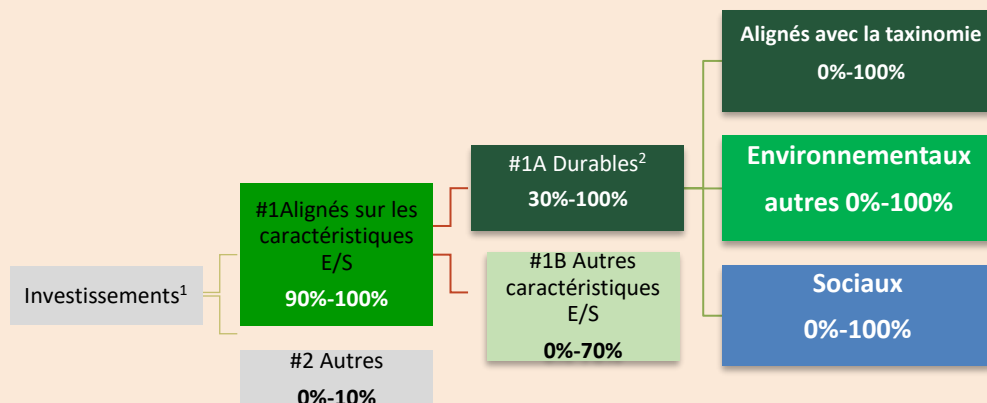 Investissements¹
#1Alignés sur les
caractéristiques
E/S
90%-100%
#2 Autres
0%-10%
#1A Durables²
30%-100%
#1B Autres
caractéristiques
E/S
0%-70%
Alignés avec la taxinomie
0%-100%
Environnementaux
autres 0%-100%
Sociaux
0%-100%